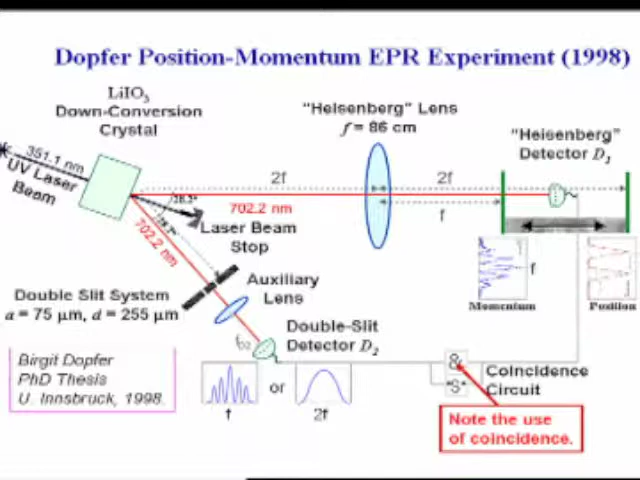 Dopfer Position-Momentum EPR Experiment (1998)
LiIO3
Down-Conversion
Crystal
"Heisenberg" Lens
f = 86 cm
"Heisenberg"
Detector D1
351.1 nm
UV Laser
Beam
2f
2f
28.2°
702.2 nm
f
Laser Beam
Stop
702.2 nm
Auxiliary
Lens
f
Momentum
Position
Double Slit System
a = 75 μm, d = 255 μm
Double-Slit
Detector D2
fD2
Birgit Dopfer
PhD Thesis
U. Innsbruck, 1998.
or
f
2f
&
"S"
Coincidence
Circuit
Note the use
of coincidence.